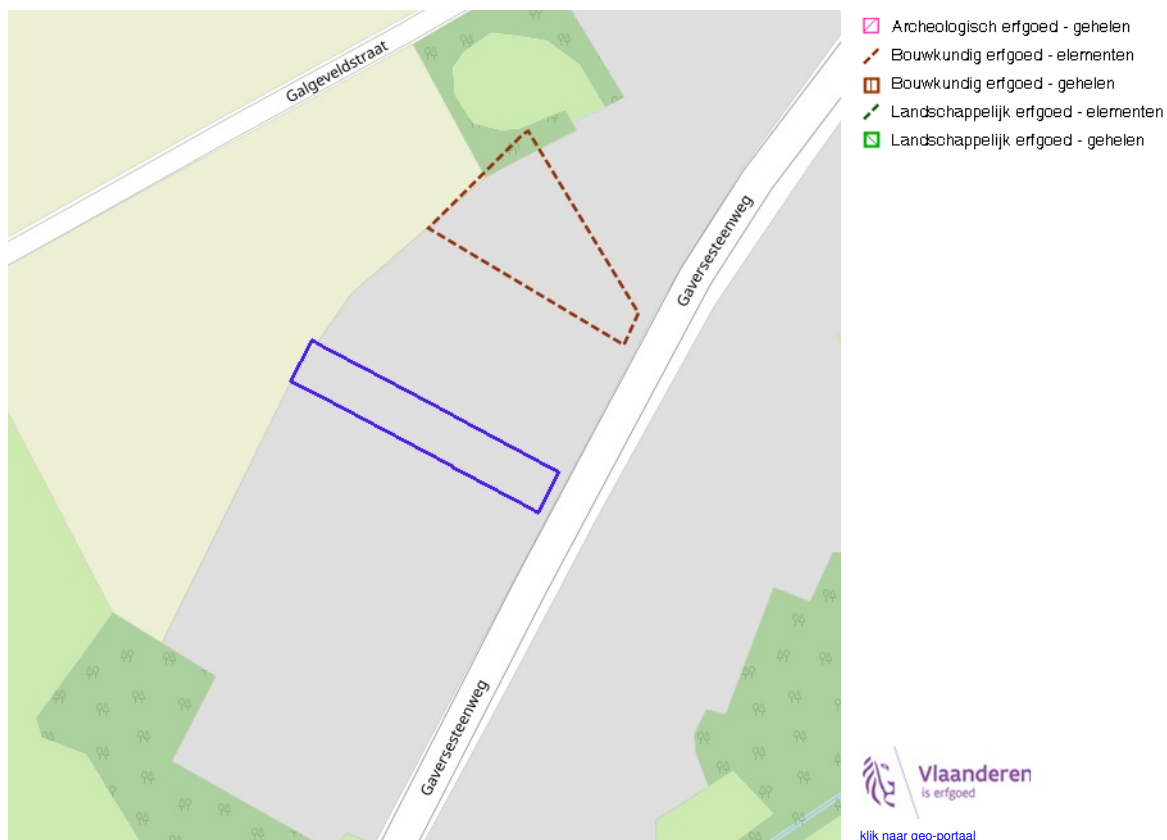 Galgeveldstraat
Gaversesteenweg
Gaversesteenweg
Archeologisch erfgoed - gehelen
Bouwkundig erfgoed - elementen
Bouwkundig erfgoed - gehelen
Landschappelijk erfgoed - elementen
Landschappelijk erfgoed - gehelen
Vlaanderen
is erfgoed
klik naar geo-portaal